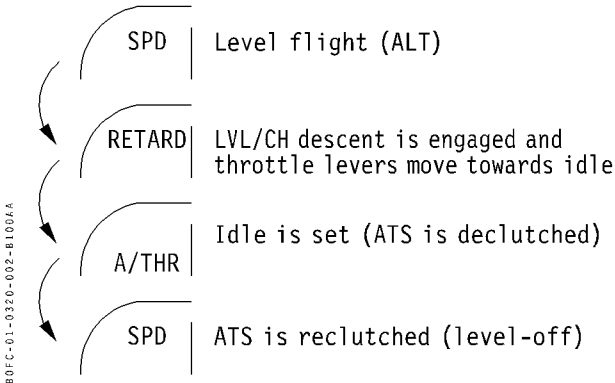 SPD Level flight (ALT)
RETARD LVL/CH descent is engaged and
throttle levers move towards idle
Idle is set (ATS is declutched)
A/THR
SPD ATS is reclutched (level-off)
B0FC-01-0320-002-B100AA